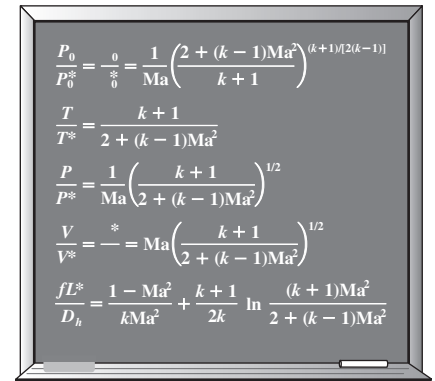 P₀/P₀* = ₀/₀* = 1/Ma ((2 + (k − 1)Ma²)/(k + 1))^((k+1)/[2(k−1)])
T/T* = (k + 1)/(2 + (k − 1)Ma²)
P/P* = 1/Ma ((k + 1)/(2 + (k − 1)Ma²))^(1/2)
V/V* = */ = Ma((k + 1)/(2 + (k − 1)Ma²))^(1/2)
fL*/Dₕ = (1 − Ma²)/(kMa²) + (k + 1)/(2k) ln ((k + 1)Ma²)/(2 + (k − 1)Ma²)